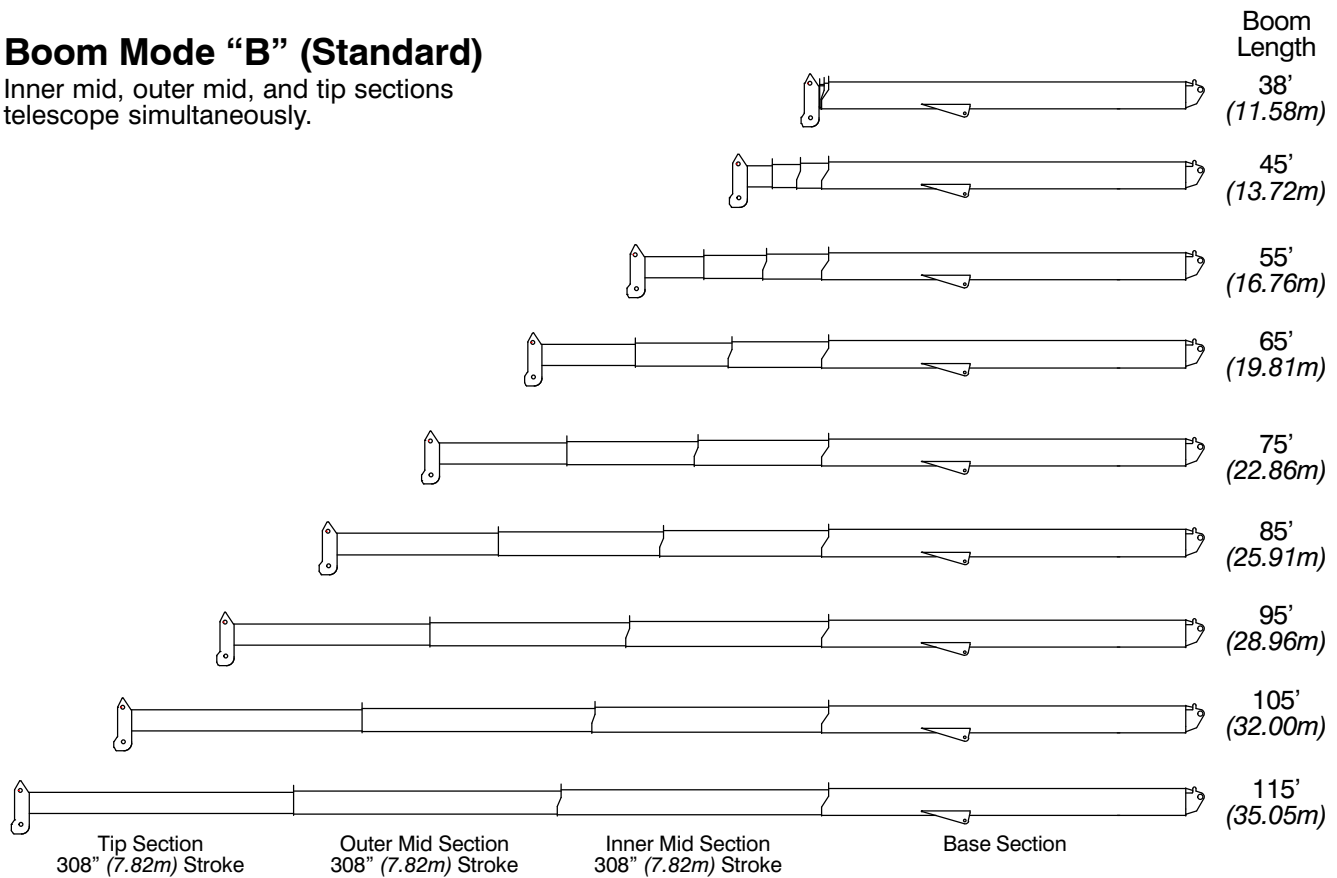 Boom Mode “B” (Standard)
Inner mid, outer mid, and tip sections
telescope simultaneously.
Boom
Length
38’
(11.58m)
45’
(13.72m)
55’
(16.76m)
65’
(19.81m)
75’
(22.86m)
85’
(25.91m)
95’
(28.96m)
105’
(32.00m)
115’
(35.05m)
Tip Section
308” (7.82m) Stroke
Outer Mid Section
308” (7.82m) Stroke
Inner Mid Section
308” (7.82m) Stroke
Base Section